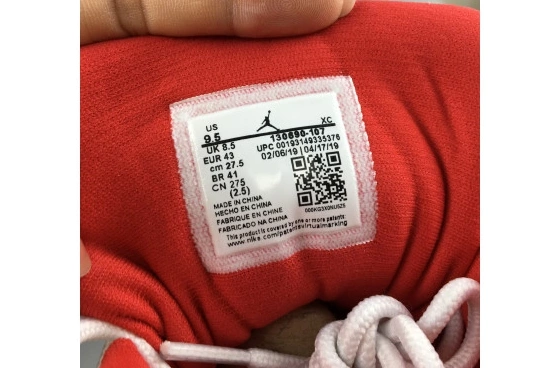 US XC
9.5 130690-107
UK 8.5 UPC 00193149335376
EUR 43 02/06/19 | 04/17/19
cm 27.5
BR 41
CN 275
(2.5)
MADE IN CHINA
HECHO EN CHINA
FABRIQUE EN CHINE
FABRICADO NA CHINA
000KG3X0NU525
This product is covered by one or more patents
www.nike.com/patentsvirtualmarking